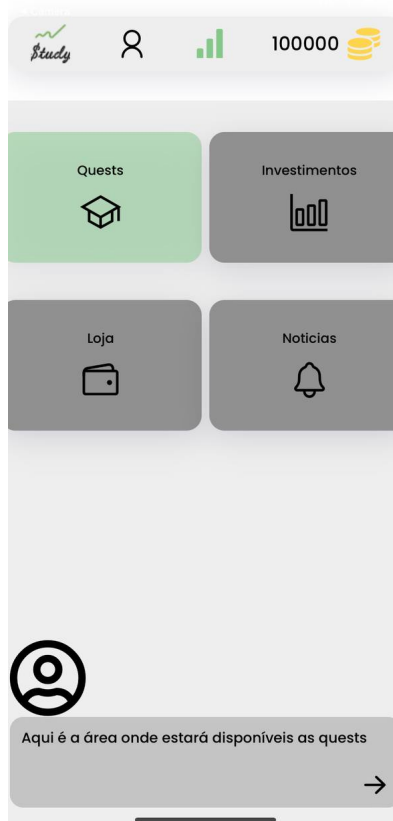 $tudy
100000
Quests
Investimentos
Loja
Noticias
Aqui é a área onde estará disponíveis as quests